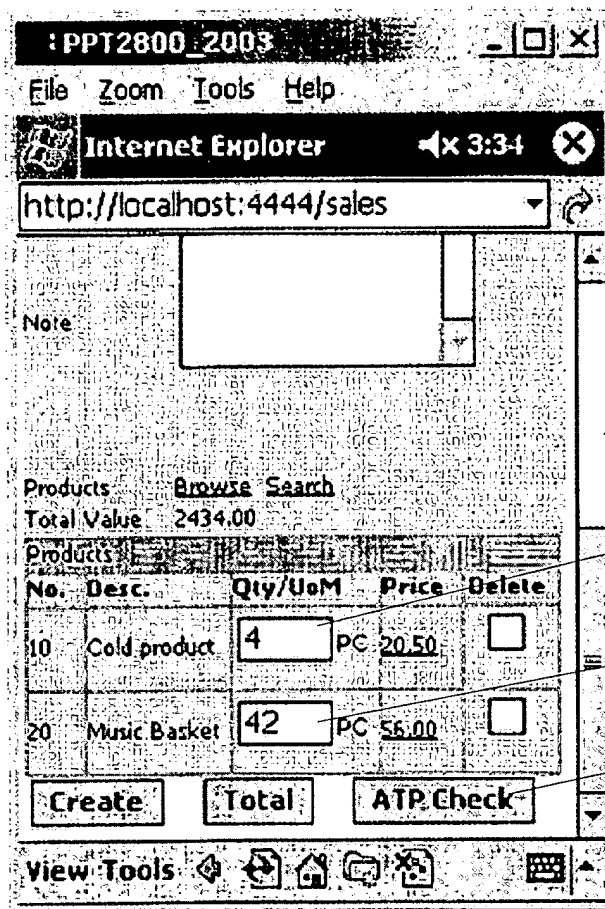 :PPT2800_2003
File Zoom Tools Help
Internet Explorer 3:34
http://localhost:4444/sales
Note
Products Browse Search
Total Value 2434.00
Products
No. Desc. Qty/UoM Price Delete
10 Cold product 4 PC 20.50
20 Music Basket 42 PC 56.00
Create Total ATP Check
View Tools